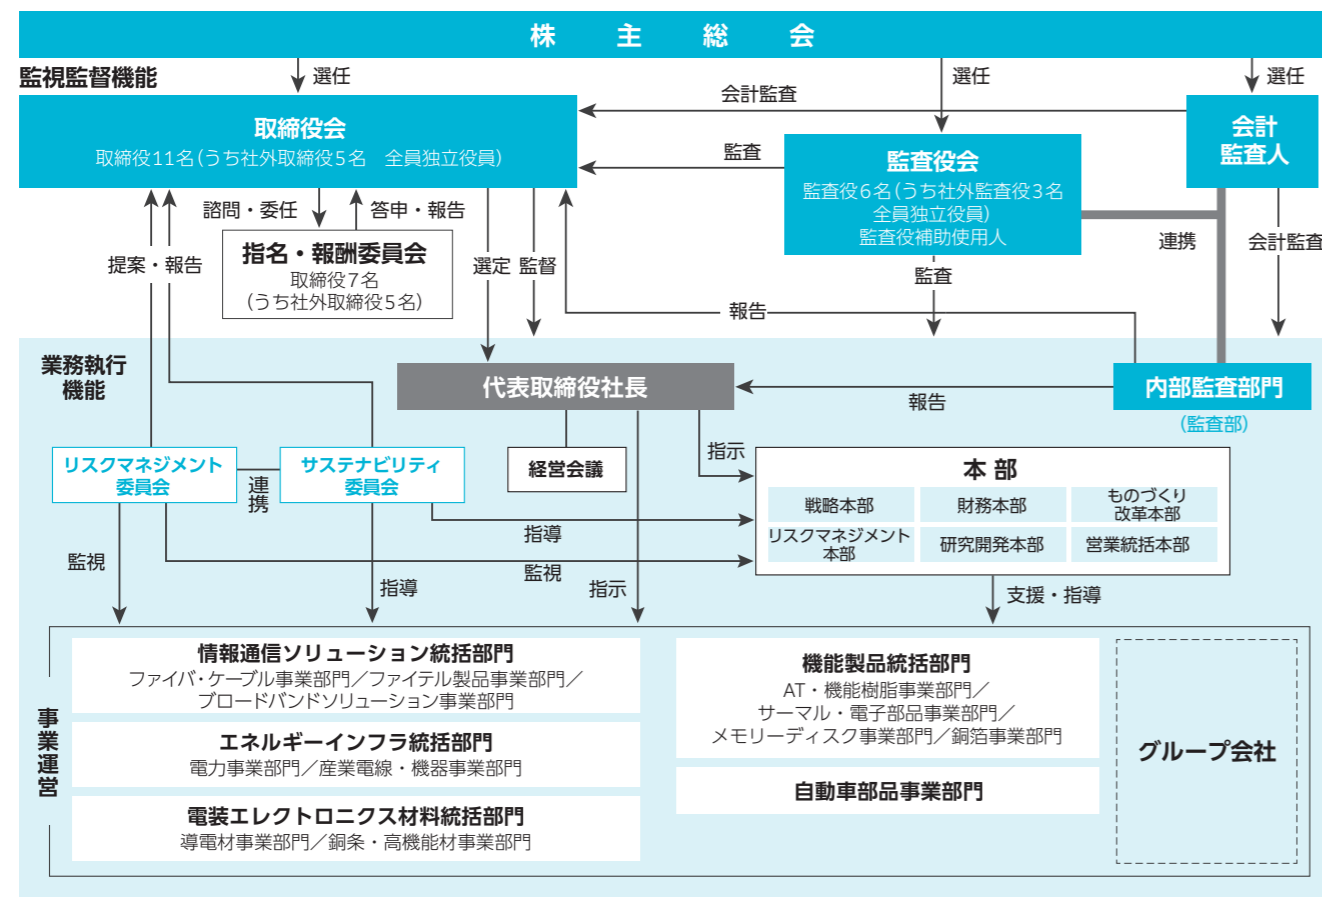 株主総会
監視監督機能
選任
選任
選任
会計監査
取締役会
取締役11名(うち社外取締役5名　全員独立役員)
監査
監査役会
監査役6名(うち社外監査役3名
全員独立役員)
監査役補助使用人
会計
監査人
諮問・委任
答申・報告
提案・報告
指名・報酬委員会
取締役7名
(うち社外取締役5名)
選定
監督
監査
連携
会計監査
報告
業務執行
機能
代表取締役社長
内部監査部門
(監査部)
報告
リスクマネジメント
委員会
連携
サステナビリティ
委員会
経営会議
指示
本部
戦略本部
財務本部
ものづくり
改革本部
リスクマネジメント
本部
研究開発本部
営業統括本部
指導
監視
監視
指導
指示
支援・指導
事業運営
情報通信ソリューション統括部門
ファイバ・ケーブル事業部門／ファイテル製品事業部門／
ブロードバンドソリューション事業部門
エネルギーインフラ統括部門
電力事業部門／産業電線・機器事業部門
電装エレクトロニクス材料統括部門
導電材事業部門／銅条・高機能材事業部門
機能製品統括部門
AT・機能樹脂事業部門／
サーマル・電子部品事業部門／
メモリーディスク事業部門／銅箔事業部門
自動車部品事業部門
グループ会社